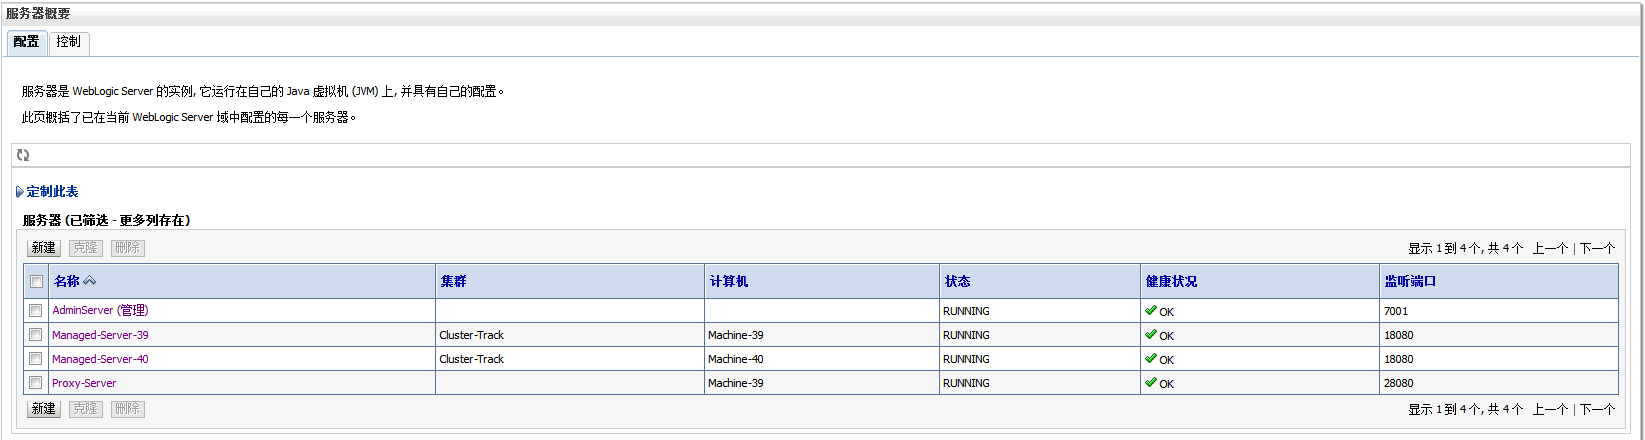 服务器概要
配置 控制
服务器是 WebLogic Server 的实例, 它运行在自己的 Java 虚拟机 (JVM) 上, 并具有自己的配置。
此页概括了已在当前 WebLogic Server 域中配置的每一个服务器。
定制此表
服务器 (已筛选 - 更多列存在)
新建 克隆 删除 显示 1 到 4 个, 共 4 个 上一个 | 下一个
名称 集群 计算机 状态 健康状况 监听端口
AdminServer (管理) RUNNING OK 7001
Managed-Server-39 Cluster-Track Machine-39 RUNNING OK 18080
Managed-Server-40 Cluster-Track Machine-40 RUNNING OK 18080
Proxy-Server Machine-39 RUNNING OK 28080
新建 克隆 删除 显示 1 到 4 个, 共 4 个 上一个 | 下一个